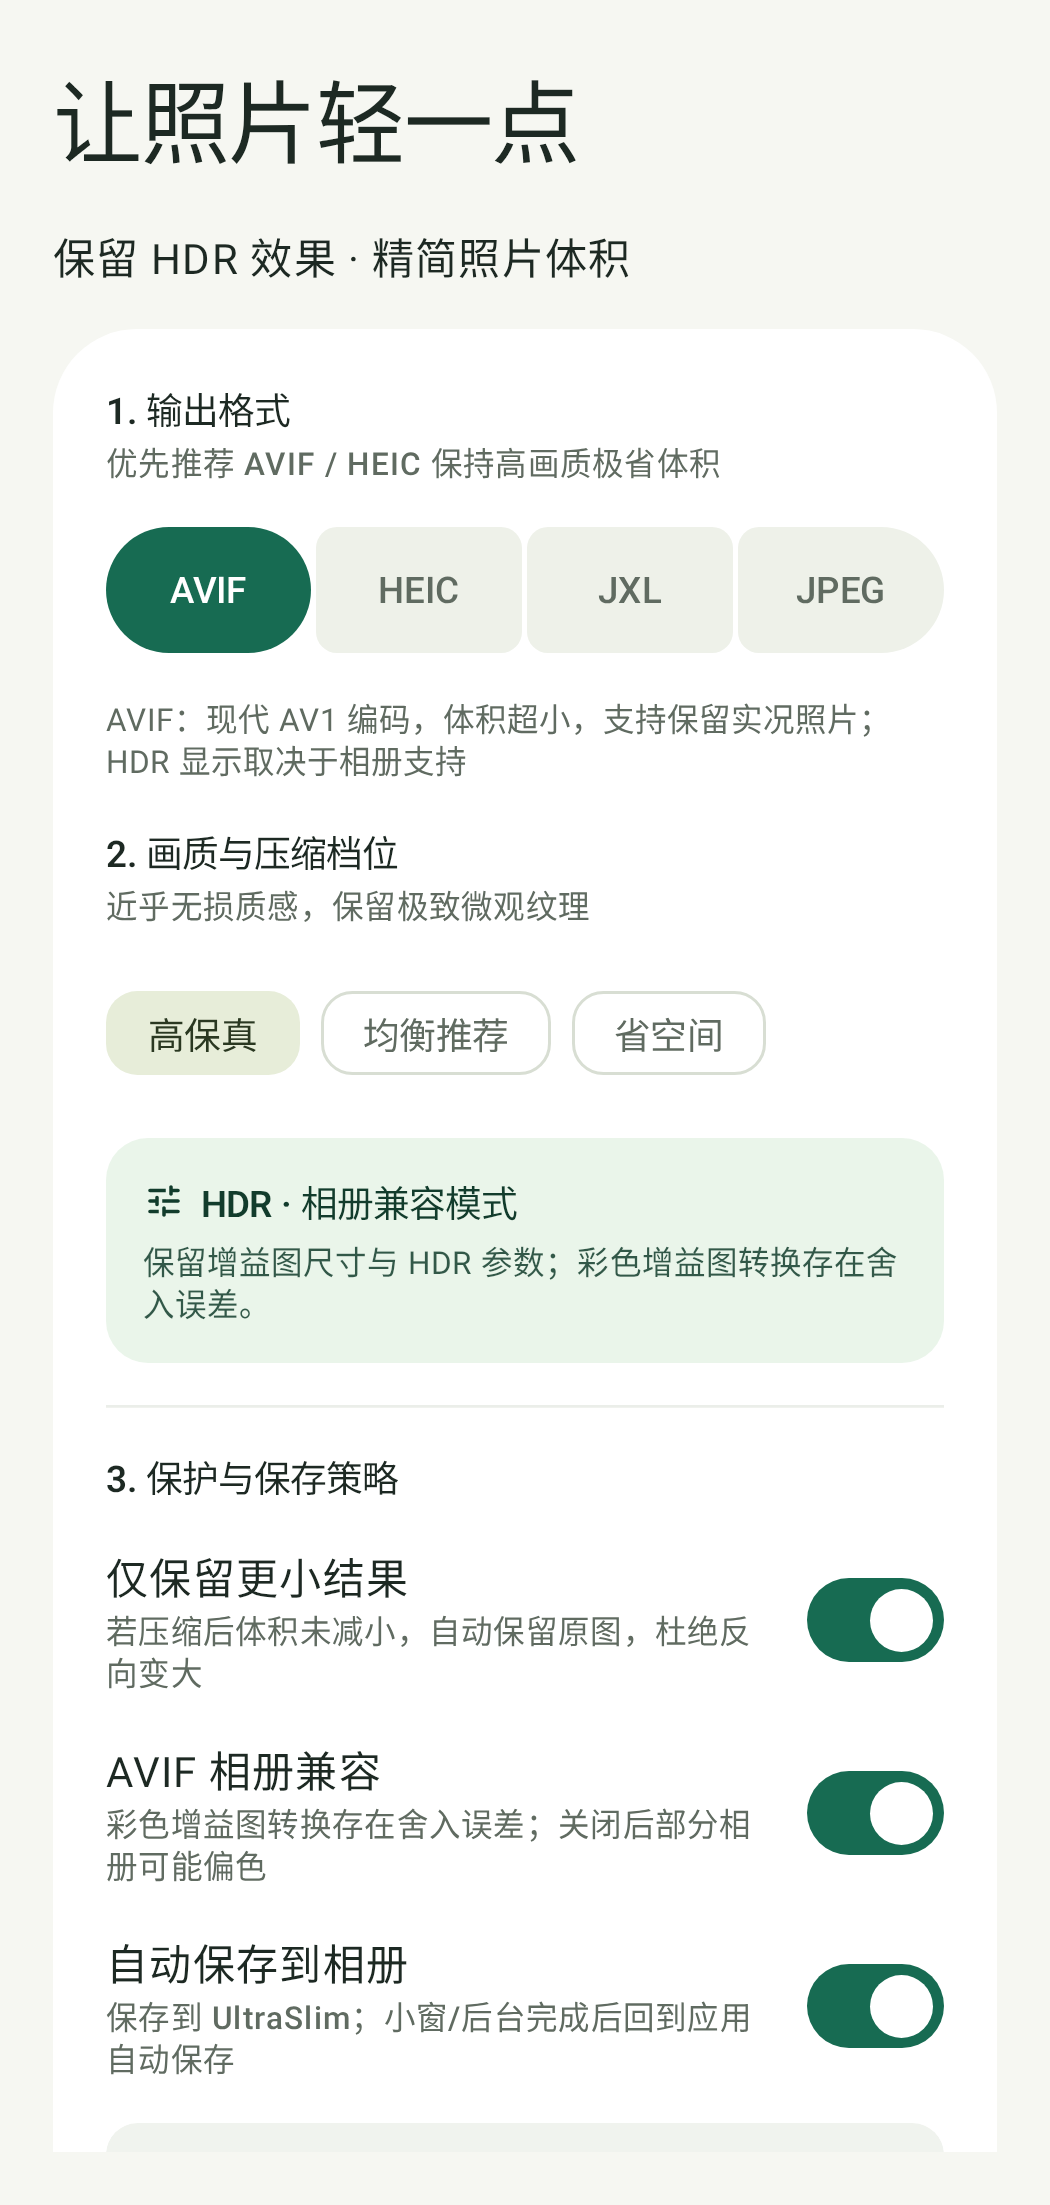 让照片轻一点
保留 HDR 效果 · 精简照片体积
1. 输出格式
优先推荐 AVIF / HEIC 保持高画质极省体积
AVIF
HEIC
JXL
JPEG
AVIF：现代 AV1 编码，体积超小，支持保留实况照片；
HDR 显示取决于相册支持
2. 画质与压缩档位
近乎无损质感，保留极致微观纹理
高保真
均衡推荐
省空间
HDR · 相册兼容模式
保留增益图尺寸与 HDR 参数；彩色增益图转换存在舍
入误差。
3. 保护与保存策略
仅保留更小结果
若压缩后体积未减小，自动保留原图，杜绝反
向变大
AVIF 相册兼容
彩色增益图转换存在舍入误差；关闭后部分相
册可能偏色
自动保存到相册
保存到 UltraSlim；小窗/后台完成后回到应用
自动保存